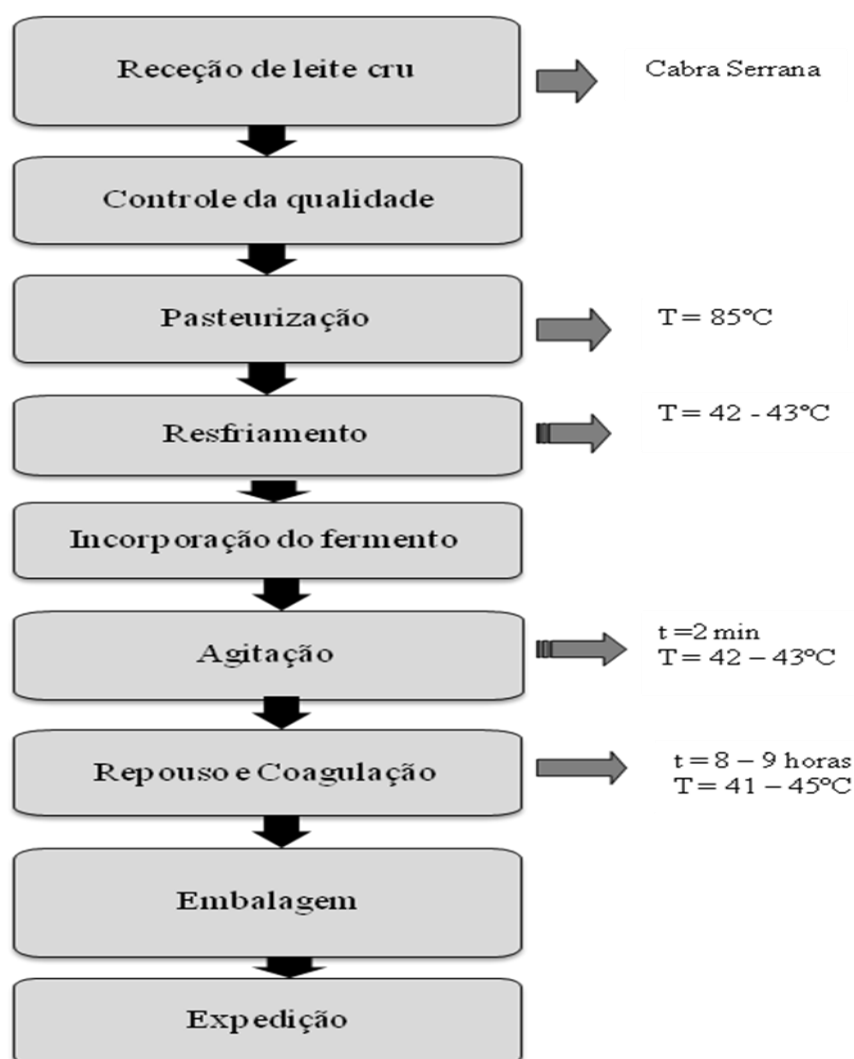 Receção de leite cru
Cabra Serrana
Controle da qualidade
Pasteurização
T = 85°C
Resfriamento
T = 42 - 43°C
Incorporação do fermento
Agitação
t =2 min
T = 42 – 43°C
Repouso e Coagulação
t = 8 – 9 horas
T = 41 – 45°C
Embalagem
Expedição